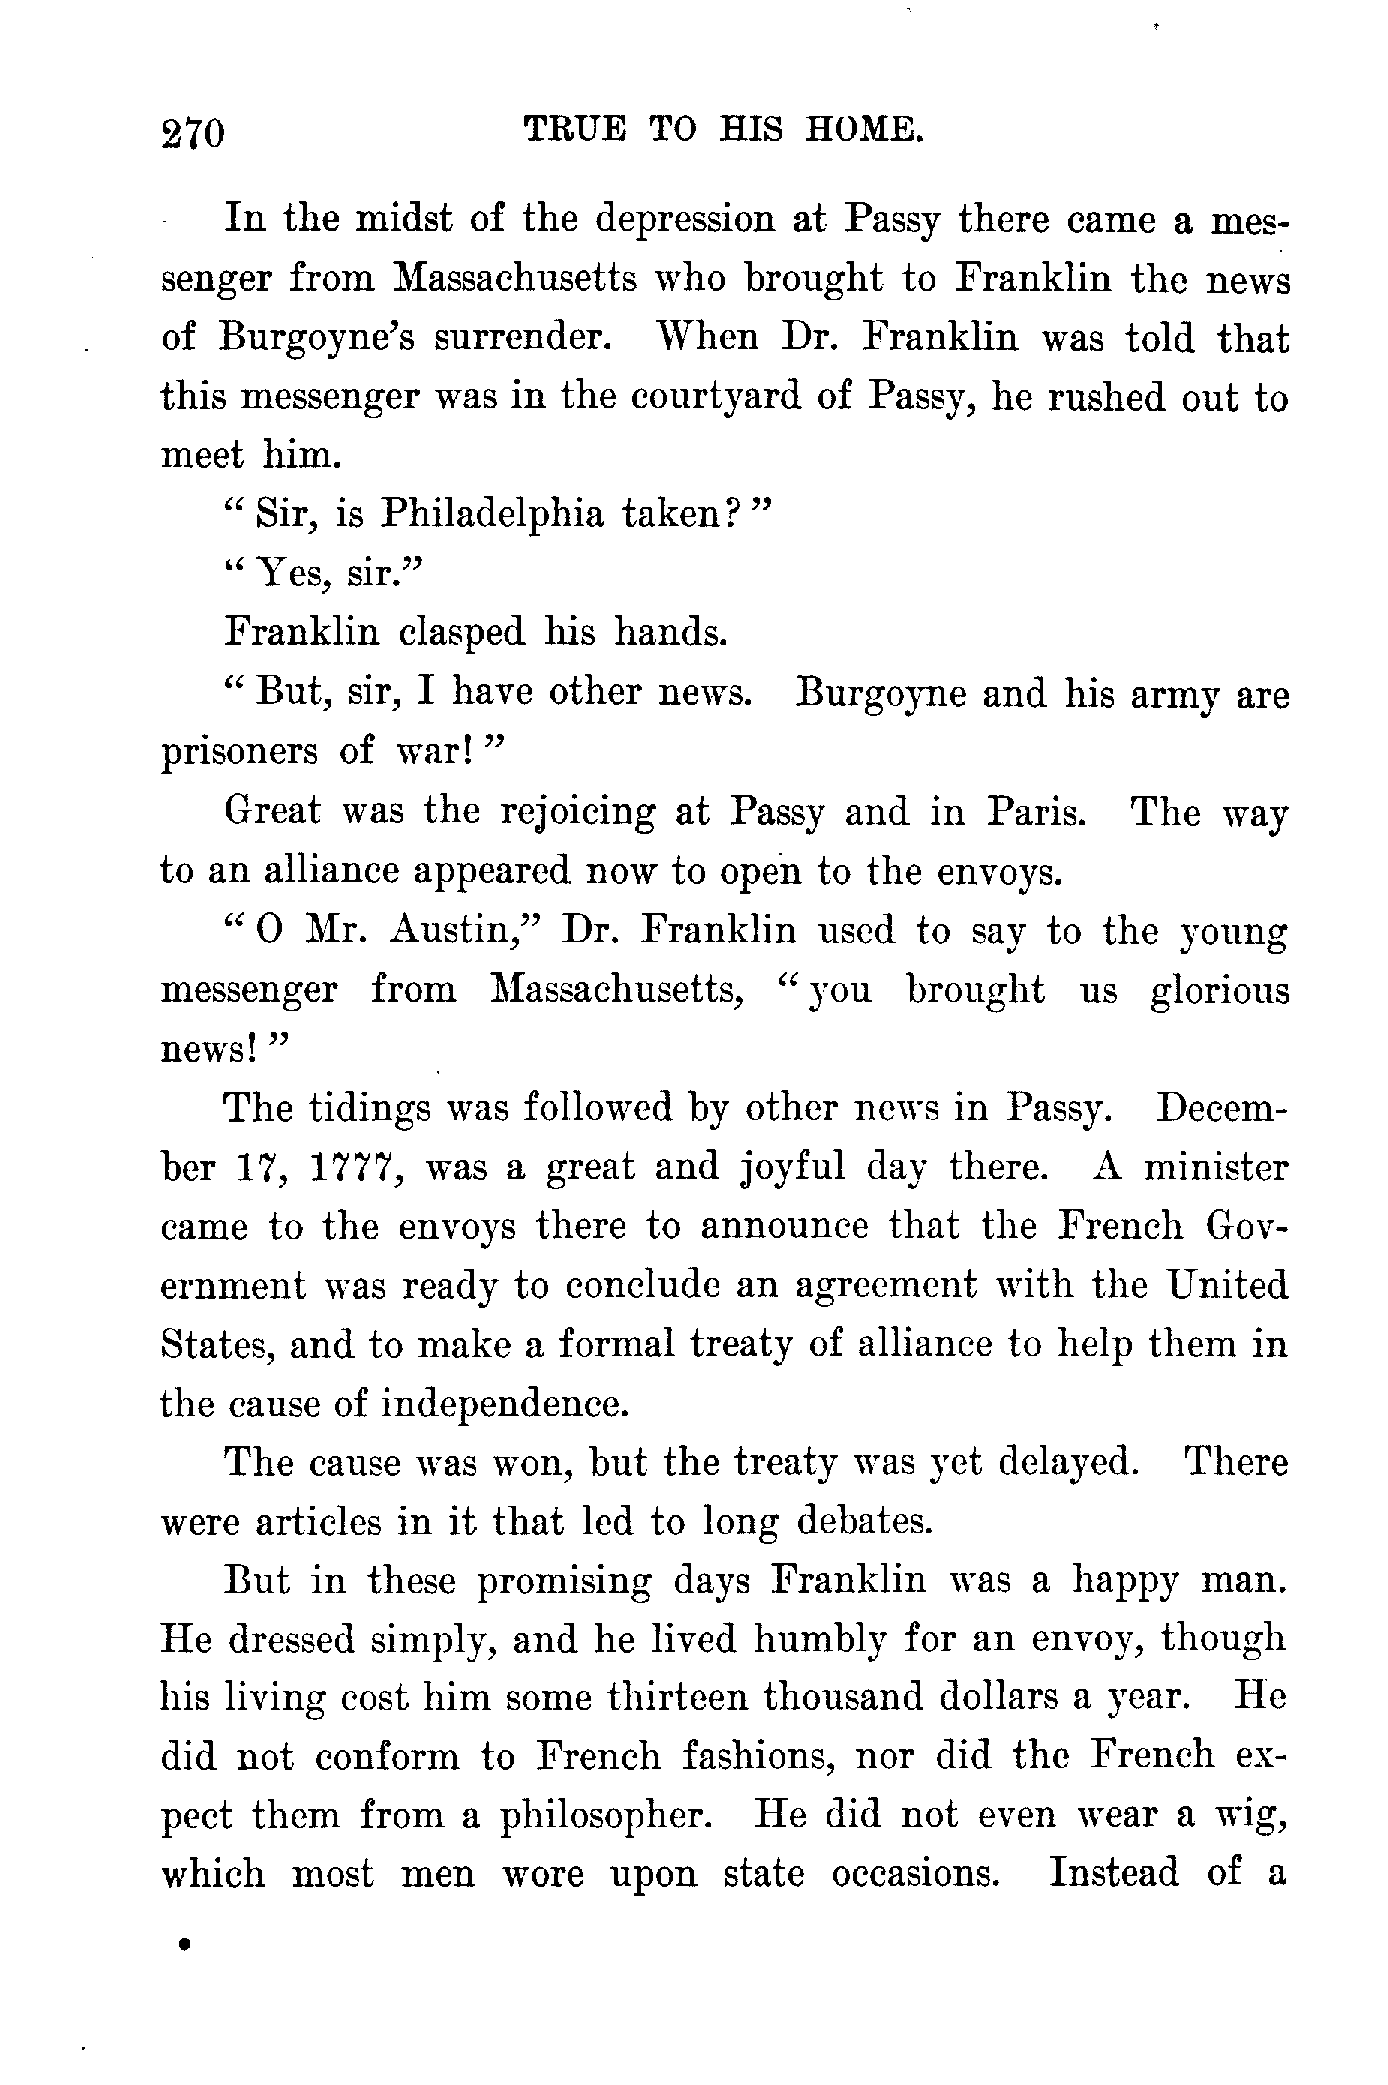 270 TRUE TO HIS HOME.
In the midst of the depression at Passy there came a mes-
senger from Massachusetts who brought to Franklin the news
of Burgoyne's surrender. When Dr. Franklin was told that
this messenger was in the courtyard of Passy, he rushed out to
meet him.
" Sir, is Philadelphia taken? "
" Yes, sir."
Franklin clasped his hands.
" But, sir, I have other news. Burgoyne and his army are
prisoners of war! "
Great was the rejoicing at Passy and in Paris. The way
to an alliance appeared now to open to the envoys.
" O Mr. Austin," Dr. Franklin used to say to the young
messenger from Massachusetts, " you brought us glorious
news! "
The tidings was followed by other news in Passy. Decem-
ber 17, 1777, was a great and joyful day there. A minister
came to the envoys there to announce that the French Gov-
ernment was ready to conclude an agreement with the United
States, and to make a formal treaty of alliance to help them in
the cause of independence.
The cause was won, but the treaty was yet delayed. There
were articles in it that led to long debates.
But in these promising days Franklin was a happy man.
He dressed simply, and he lived humbly for an envoy, though
his living cost him some thirteen thousand dollars a year. He
did not conform to French fashions, nor did the French ex-
pect them from a philosopher. He did not even wear a wig,
which most men wore upon state occasions. Instead of a